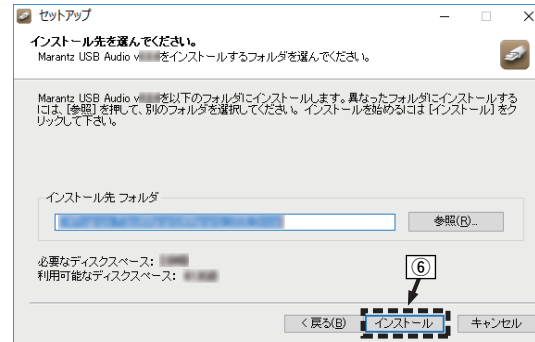 セットアップ
インストール先を選んでください。
Marantz USB Audio v をインストールするフォルダを選んでください。
Marantz USB Audio v を以下のフォルダにインストールします。異なったフォルダにインストールする
には、[参照]を押して、別のフォルダを選択してください。インストールを始めるには [インストール] をク
リックして下さい。
インストール先 フォルダ
参照(R)...
必要なディスクスペース:
利用可能なディスクスペース:
⑥
< 戻る(B)
インストール
キャンセル